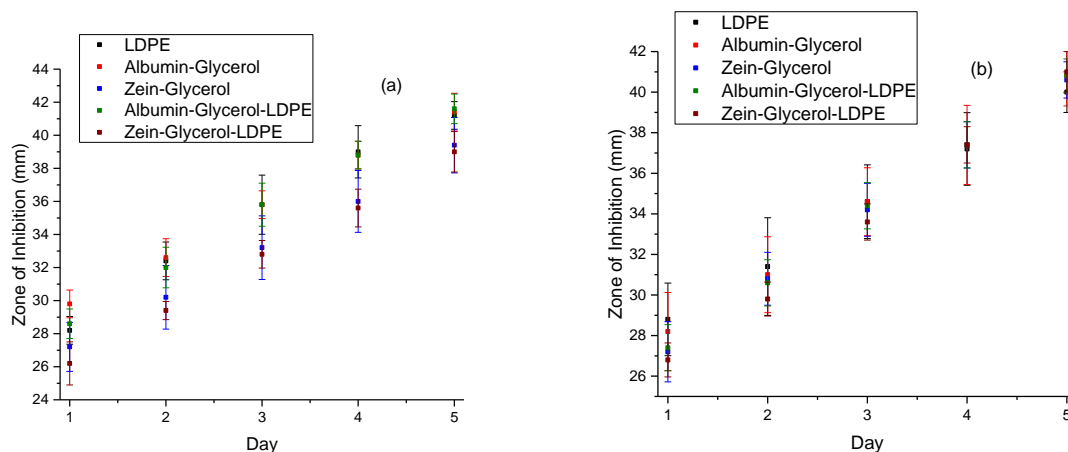 LDPE
Albumin-Glycerol
Zein-Glycerol
Albumin-Glycerol-LDPE
Zein-Glycerol-LDPE
(a)
Zone of Inhibition (mm)
44
42
40
38
36
34
32
30
28
26
24
1 2 3 4 5
Day
LDPE
Albumin-Glycerol
Zein-Glycerol
Albumin-Glycerol-LDPE
Zein-Glycerol-LDPE
(b)
Zone of Inhibition (mm)
42
40
38
36
34
32
30
28
26
1 2 3 4 5
Day